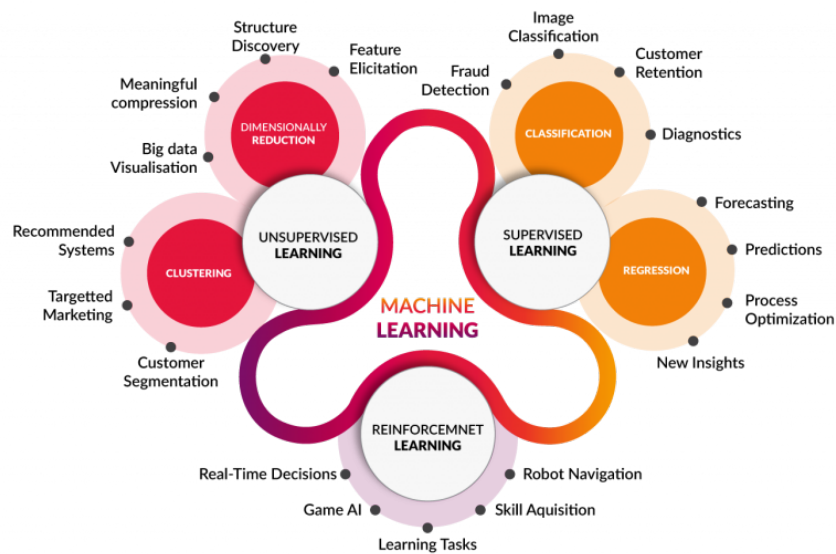 Structure
Discovery
Feature
Elicitation
Meaningful
compression
Big data
Visualisation
DIMENSIONALLY
REDUCTION
Recommended
Systems
Targetted
Marketing
Customer
Segmentation
CLUSTERING
UNSUPERVISED
LEARNING
Image
Classification
Fraud
Detection
Customer
Retention
Diagnostics
CLASSIFICATION
SUPERVISED
LEARNING
REGRESSION
Forecasting
Predictions
Process
Optimization
New Insights
MACHINE
LEARNING
REINFORCEMNET
LEARNING
Real-Time Decisions
Game AI
Learning Tasks
Skill Aquisition
Robot Navigation